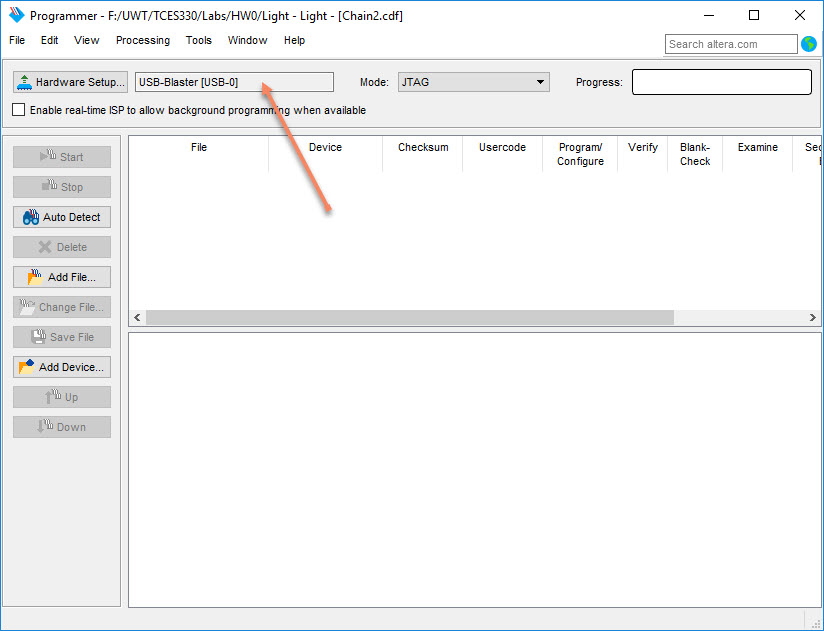 Programmer - F:/UWT/TCES330/Labs/HW0/Light - Light - [Chain2.cdf]
File Edit View Processing Tools Window Help
Search altera.com
Hardware Setup... USB-Blaster [USB-0] Mode: JTAG Progress:
Enable real-time ISP to allow background programming when available
Start
Stop
Auto Detect
Delete
Add File...
Change File...
Save File
Add Device...
Up
Down
File Device Checksum Usercode Program/ Verify Blank- Examine
Configure Check